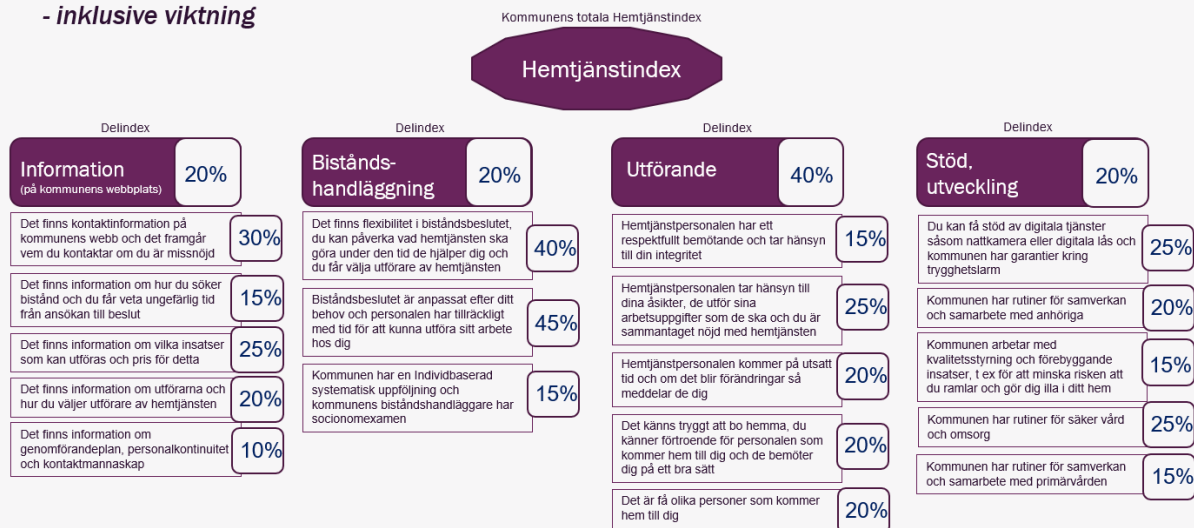 - inklusive viktning
Kommunens totala Hemtjänstindex
Hemtjänstindex
Delindex
Information
(på kommunens webbplats)
20%
Det finns kontaktinformation på
kommunens webb och det framgår
vem du kontaktar om du är missnöjd
30%
Det finns information om hur du söker
bistånd och du får veta ungefärlig tid
från ansökan till beslut
15%
Det finns information om vilka insatser
som kan utföras och pris för detta
25%
Det finns information om utförarna och
hur du väljer utförare av hemtjänsten
20%
Det finns information om
genomförandeplan, personalkontinuitet
och kontaktmannaskap
10%
Delindex
Bistånds-
handläggning
20%
Det finns flexibilitet i biståndsbeslutet,
du kan påverka vad hemtjänsten ska
göra under den tid de hjälper dig och
du får välja utförare av hemtjänsten
40%
Biståndsbeslutet är anpassat efter ditt
behov och personalen har tillräckligt
med tid för att kunna utföra sitt arbete
hos dig
45%
Kommunen har en Individbaserad
systematisk uppföljning och
kommunens biståndshandläggare har
socionomexamen
15%
Delindex
Utförande
40%
Hemtjänstpersonalen har ett
respektfullt bemötande och tar hänsyn
till din integritet
15%
Hemtjänstpersonalen tar hänsyn till
dina åsikter, de utför sina
arbetsuppgifter som de ska och du är
sammantaget nöjd med hemtjänsten
25%
Hemtjänstpersonalen kommer på utsatt
tid och om det blir förändringar så
meddelar de dig
20%
Det känns tryggt att bo hemma, du
känner förtroende för personalen som
kommer hem till dig och de bemöter
dig på ett bra sätt
20%
Det är få olika personer som kommer
hem till dig
20%
Delindex
Stöd,
utveckling
20%
Du kan få stöd av digitala tjänster
såsom nattkamera eller digitala lås och
kommunen har garantier kring
trygghetslarm
25%
Kommunen har rutiner för samverkan
och samarbete med anhöriga
20%
Kommunen arbetar med
kvalitetsstyrning och förebyggande
insatser, t ex för att minska risken att
du ramlar och gör dig illa i ditt hem
15%
Kommunen har rutiner för säker vård
och omsorg
25%
Kommunen har rutiner för samverkan
och samarbete med primärvården
15%